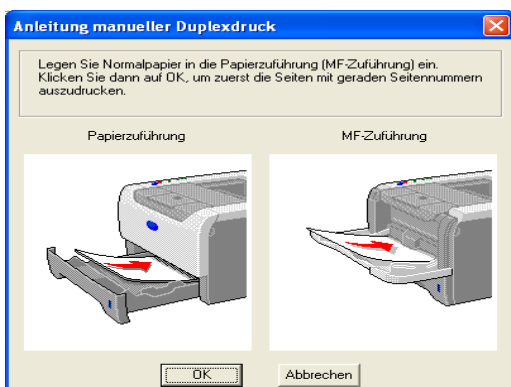 Anleitung manueller Duplexdruck
Legen Sie Normalpapier in die Papierzuführung (MF-Zuführung) ein.
Klicken Sie dann auf OK, um zuerst die Seiten mit geraden Seitennummern
auszudrucken.
Papierzuführung
MF-Zuführung
OK
Abbrechen